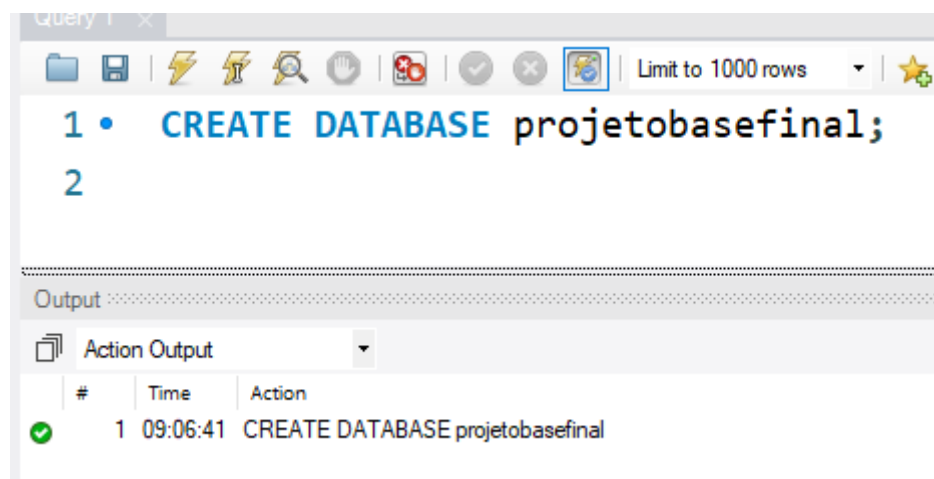 Query 1
Limit to 1000 rows
1 CREATE DATABASE projetobasefinal;
2
Output
Action Output
# Time Action
1 09:06:41 CREATE DATABASE projetobasefinal